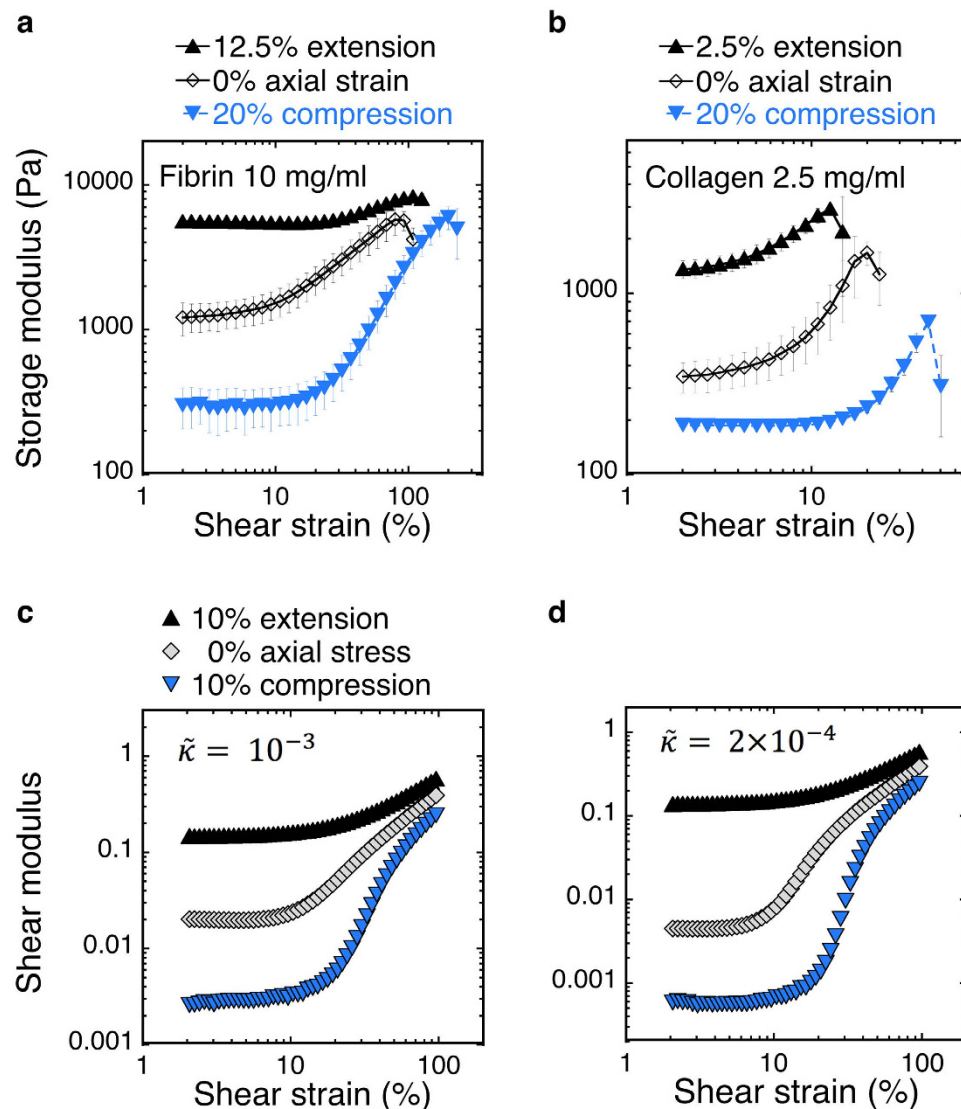 a
▲ 12.5% extension
◇ 0% axial strain
▼ 20% compression
Fibrin 10 mg/ml
Storage modulus (Pa)
10000
1000
100
1
10
100
Shear strain (%)
b
▲ 2.5% extension
◇ 0% axial strain
▼ 20% compression
Collagen 2.5 mg/ml
1000
100
1
10
Shear strain (%)
c
▲ 10% extension
◇ 0% axial stress
▼ 10% compression
κ̃ = 10⁻³
Shear modulus
1
0.1
0.01
0.001
1
10
100
Shear strain (%)
d
κ̃ = 2×10⁻⁴
1
0.1
0.01
0.001
1
10
100
Shear strain (%)